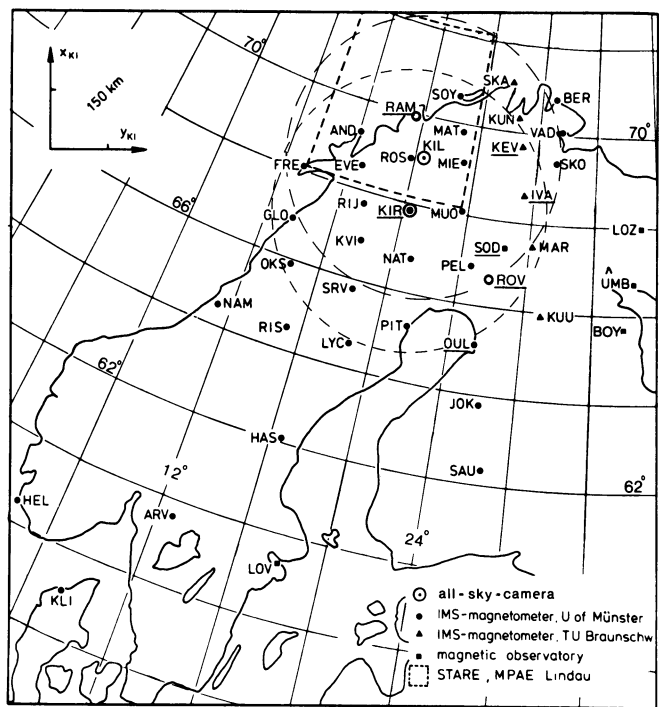 X_KI
150 km
y_KI
70°
SKA
SOY
BER
RAM
KUN
AND
MAT
VAD
70°
KIL
KEV
FRE
EVE
ROS
MIE
SKO
66°
RIJ
KIR
MUO
IVA
GLO
LOZ
KVI
SOD
MAR
OKS
NAT
PEL
ROV
UMB
NAM
SRV
KUU
RIS
PIT
BOY
LYC
OUL
62°
JOK
HAS
SAU
12°
62°
HEL
ARV
24°
LOV
KLI
all-sky-camera
IMS-magnetometer, U of Münster
IMS-magnetometer, TU Braunschw.
magnetic observatory
STARE, MPAE Lindau